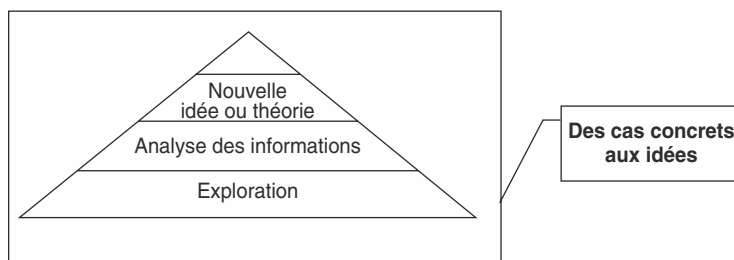 Nouvelle
idée ou théorie
Analyse des informations
Exploration
Des cas concrets
aux idées